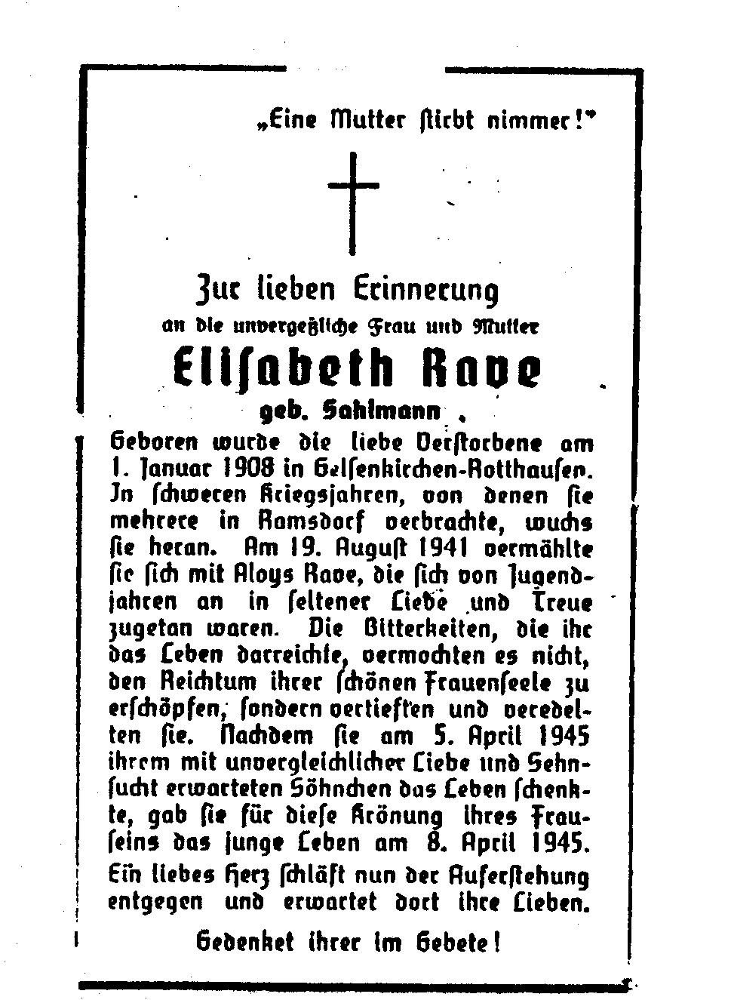 „Eine Mutter stirbt nimmer!"
Zur lieben Erinnerung
an die unvergeßliche Frau und Mutter
Elisabeth Rave
geb. Sahlmann.
Geboren wurde die liebe Verstorbene am
1. Januar 1908 in Gelsenkirchen-Rotthausen.
In schweren Kriegsjahren, von denen sie
mehrere in Ramsdorf verbrachte, wuchs
sie heran. Am 19. August 1941 vermählte
sie sich mit Aloys Rave, die sich von Jugend-
jahren an in seltener Liebe und Treue
zugetan waren. Die Bitterkeiten, die ihr
das Leben darreichte, vermochten es nicht,
den Reichtum ihrer schönen Frauenseele zu
erschöpfen, sondern vertieften und veredel-
ten sie. Nachdem sie am 5. April 1945
ihrem mit unvergleichlicher Liebe und Sehn-
sucht erwarteten Söhnchen das Leben schenk-
te, gab sie für diese Krönung ihres Frau-
seins das junge Leben am 8. April 1945.
Ein liebes Herz schläft nun der Auferstehung
entgegen und erwartet dort ihre Lieben.
Gedenket ihrer im Gebete!